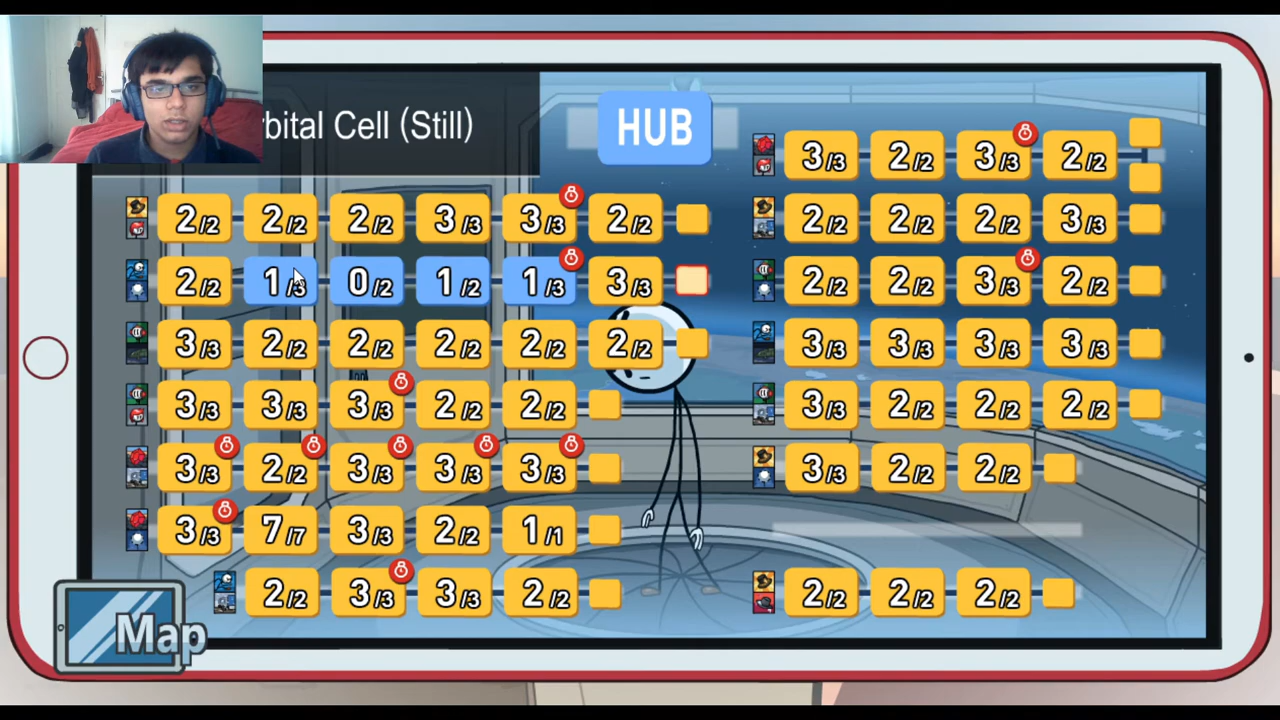 rbital Cell (Still)
HUB
2/2 2/2 2/2 3/3 3/3 2/2
2/2 1/3 0/2 1/2 1/3 3/3
3/3 2/2 2/2 2/2 2/2 2/2
3/3 3/3 3/3 2/2 2/2
3/3 2/2 3/3 3/3 3/3
3/3 7/7 3/3 2/2 1/1
2/2 3/3 3/3 2/2
3/3 2/2 3/3 2/2
2/2 2/2 2/2 3/3
2/2 2/2 3/3 2/2
3/3 3/3 3/3 3/3
3/3 2/2 2/2 2/2
3/3 2/2 2/2
2/2 2/2 2/2
Map